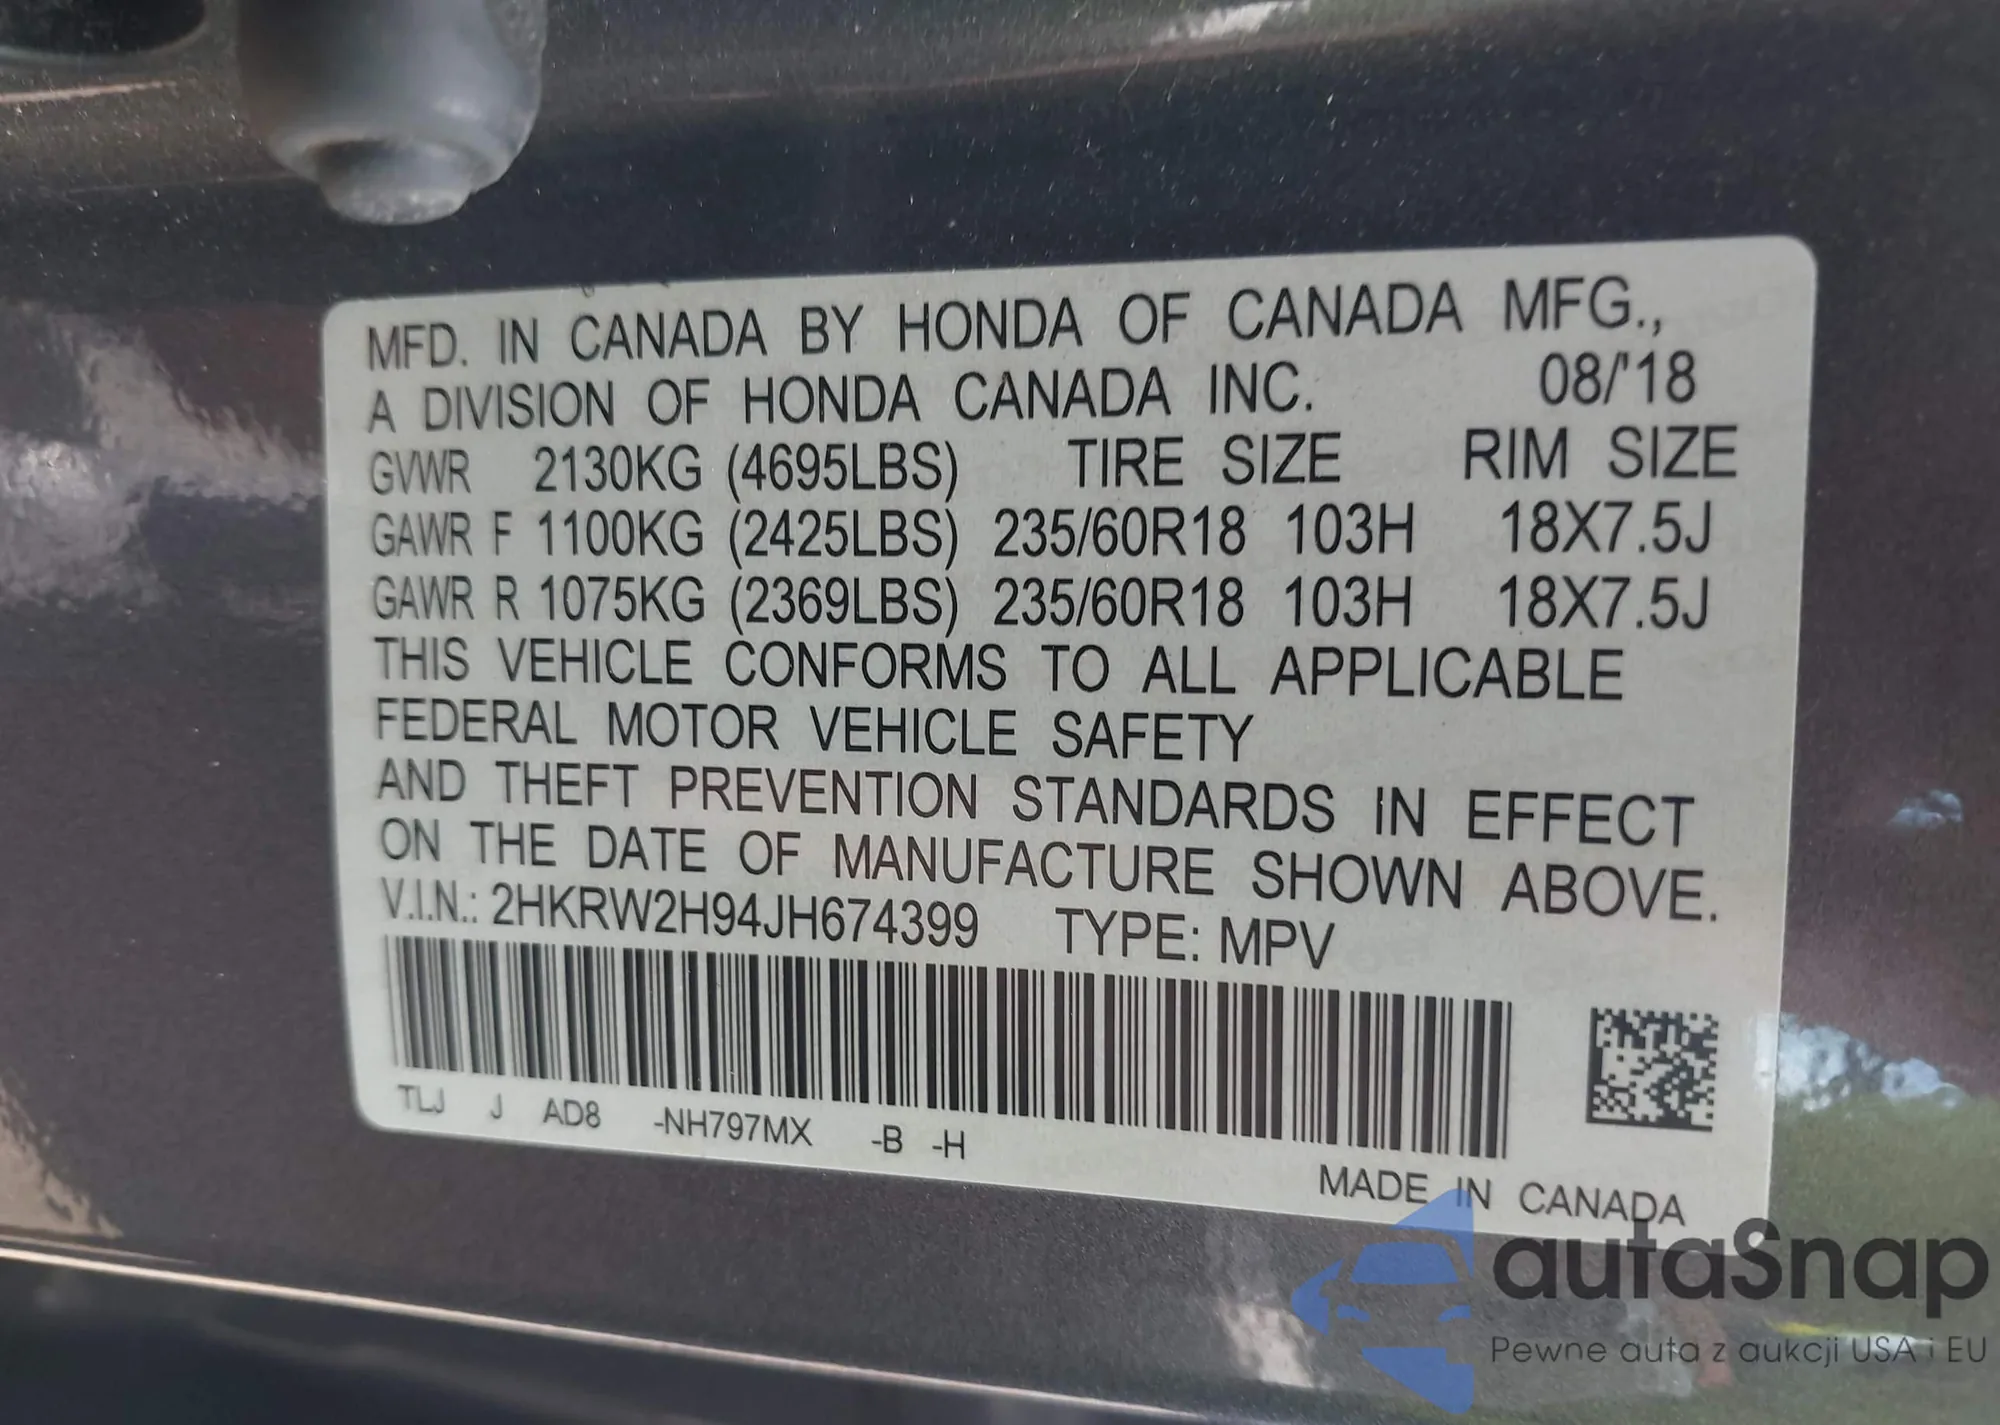 MFD. IN CANADA BY HONDA OF CANADA MFG.,
A DIVISION OF HONDA CANADA INC. 08/'18
GVWR 2130KG (4695LBS) TIRE SIZE RIM SIZE
GAWR F 1100KG (2425LBS) 235/60R18 103H 18X7.5J
GAWR R 1075KG (2369LBS) 235/60R18 103H 18X7.5J
THIS VEHICLE CONFORMS TO ALL APPLICABLE
FEDERAL MOTOR VEHICLE SAFETY
AND THEFT PREVENTION STANDARDS IN EFFECT
ON THE DATE OF MANUFACTURE SHOWN ABOVE.
V.I.N.: 2HKRW2H94JH674399 TYPE: MPV
TLJ J AD8 -NH797MX -B -H
MADE IN CANADA
autaSnap
Pewne auta z aukcji USA i EU